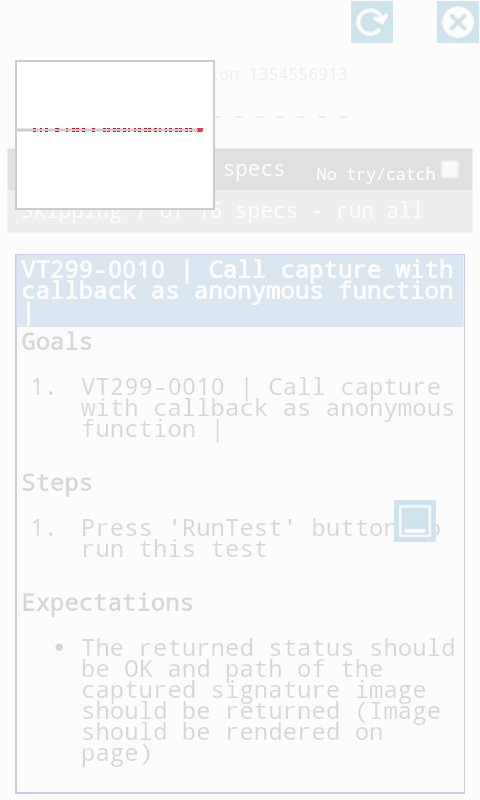 ion 1354556913
- - - - - - -
specs
No try/catch
Skipping 7 of 16 specs - run all
VT299-0010 | Call capture with
callback as anonymous function
|
Goals
1. VT299-0010 | Call capture
with callback as anonymous
function |
Steps
1. Press 'RunTest' button to
run this test
Expectations
• The returned status should
be OK and path of the
captured signature image
should be returned (Image
should be rendered on
page)